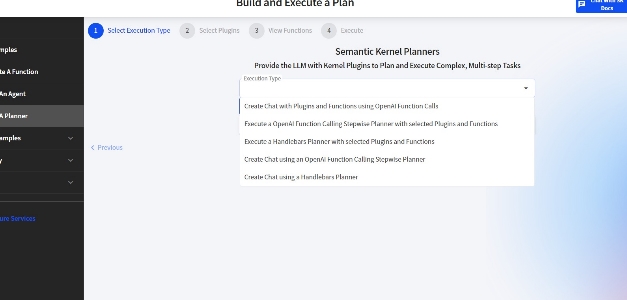 Build and Execute a Plan
Chat With SK
Docs
1 Select Execution Type 2 Select Plugins 3 View Functions 4 Execute
mples
te A Function
An Agent
A Planner
amples
y
ure Services
Semantic Kernel Planners
Provide the LLM with Kernel Plugins to Plan and Execute Complex, Multi-step Tasks
Execution Type
Create Chat with Plugins and Functions using OpenAI Function Calls
Execute a OpenAI Function Calling Stepwise Planner with selected Plugins and Functions
Execute a Handlebars Planner with selected Plugins and Functions
Create Chat using an OpenAI Function Calling Stepwise Planner
Create Chat using a Handlebars Planner
Previous